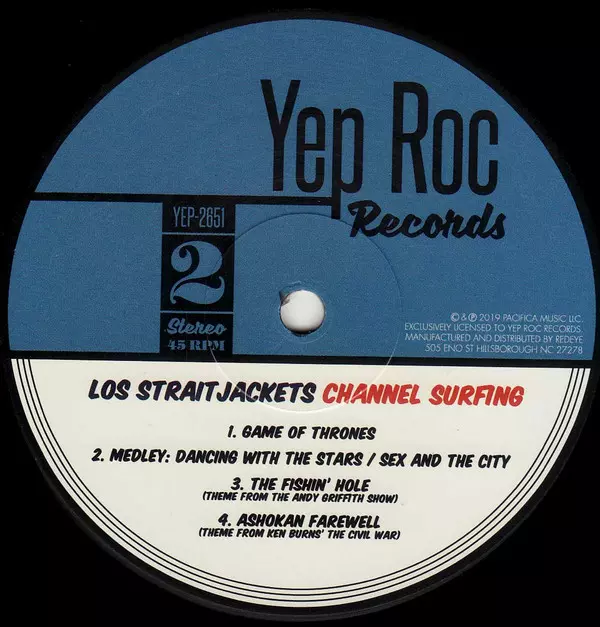 Yep Roc
Records
YEP-2651
2
Stereo
45 RPM
© & ℗ 2019 PACIFICA MUSIC LLC.
EXCLUSIVELY LICENSED TO YEP ROC RECORDS.
MANUFACTURED AND DISTRIBUTED BY REDEYE
505 ENO ST HILLSBOROUGH NC 27278
LOS STRAITJACKETS CHANNEL SURFING
1. GAME OF THRONES
2. MEDLEY: DANCING WITH THE STARS / SEX AND THE CITY
3. THE FISHIN' HOLE
(THEME FROM THE ANDY GRIFFITH SHOW)
4. ASHOKAN FAREWELL
(THEME FROM KEN BURNS' THE CIVIL WAR)